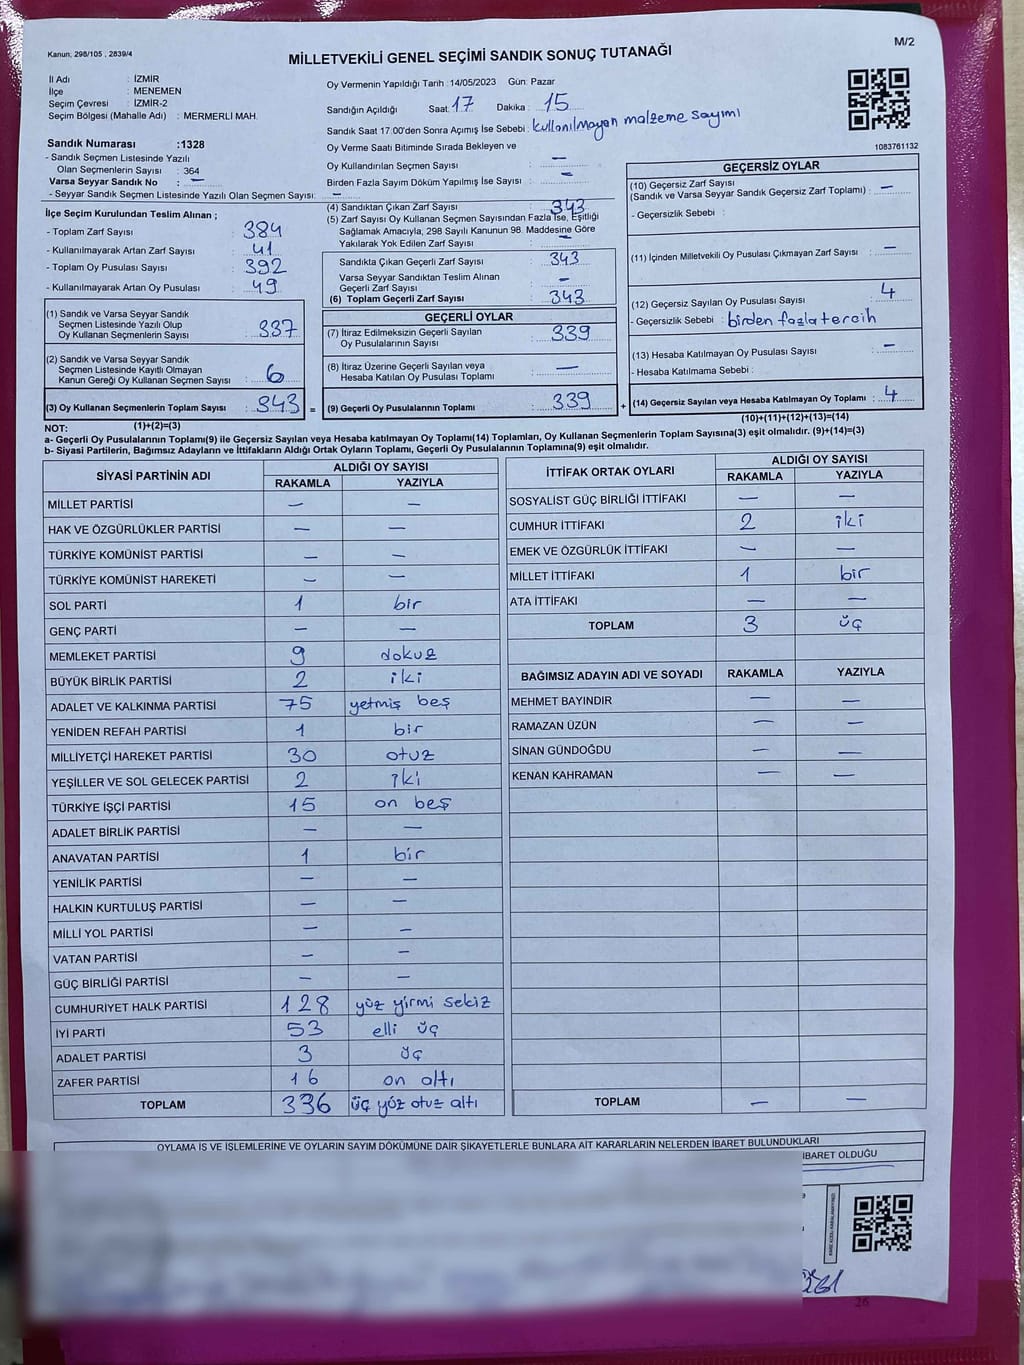 Kanun; 298/105 , 2839/4
M/2
MİLLETVEKİLİ GENEL SEÇİMİ SANDIK SONUÇ TUTANAĞI
İl Adı : İZMİR
İlçe : MENEMEN
Seçim Çevresi : İZMİR-2
Seçim Bölgesi (Mahalle Adı) : MERMERLİ MAH.
Sandık Numarası :1328
- Sandık Seçmen Listesinde Yazılı
Olan Seçmenlerin Sayısı : 364
Varsa Seyyar Sandık No : —
- Seyyar Sandık Seçmen Listesinde Yazılı Olan Seçmen Sayısı: —
Oy Vermenin Yapıldığı Tarih : 14/05/2023 Gün: Pazar
Sandığın Açıldığı Saat: 17 Dakika : 15
Sandık Saat 17:00'den Sonra Açımış İse Sebebi : kullanılmayan malzeme sayımı
Oy Verme Saati Bitiminde Sırada Bekleyen ve
Oy Kullandırılan Seçmen Sayısı : —
Birden Fazla Sayım Döküm Yapılmış İse Sayısı : —
1083761132
İlçe Seçim Kurulundan Teslim Alınan ;
- Toplam Zarf Sayısı : 384
- Kullanılmayarak Artan Zarf Sayısı : 41
- Toplam Oy Pusulası Sayısı : 392
- Kullanılmayarak Artan Oy Pusulası : 49
(1) Sandık ve Varsa Seyyar Sandık
Seçmen Listesinde Yazılı Olup
Oy Kullanan Seçmenlerin Sayısı : 337
(2) Sandık ve Varsa Seyyar Sandık
Seçmen Listesinde Kayıtlı Olmayan
Kanun Gereği Oy Kullanan Seçmen Sayısı : 6
(3) Oy Kullanan Seçmenlerin Toplam Sayısı : 343 =
(1)+(2)=(3)
(4) Sandıktan Çıkan Zarf Sayısı : 343
(5) Zarf Sayısı Oy Kullanan Seçmen Sayısından Fazla İse, Eşitliği
Sağlamak Amacıyla, 298 Sayılı Kanunun 98. Maddesine Göre
Yakılarak Yok Edilen Zarf Sayısı : —
Sandıkta Çıkan Geçerli Zarf Sayısı : 343
Varsa Seyyar Sandıktan Teslim Alınan
Geçerli Zarf Sayısı : —
(6) Toplam Geçerli Zarf Sayısı : 343
GEÇERLİ OYLAR
(7) İtiraz Edilmeksizin Geçerli Sayılan
Oy Pusulalarının Sayısı : 339
(8) İtiraz Üzerine Geçerli Sayılan veya
Hesaba Katılan Oy Pusulası Toplamı : —
(9) Geçerli Oy Pusulalarının Toplamı : 339 +
GEÇERSİZ OYLAR
(10) Geçersiz Zarf Sayısı
(Sandık ve Varsa Seyyar Sandık Geçersiz Zarf Toplamı) : —
- Geçersizlik Sebebi :
(11) İçinden Milletvekili Oy Pusulası Çıkmayan Zarf Sayısı : —
(12) Geçersiz Sayılan Oy Pusulası Sayısı : 4
- Geçersizlik Sebebi : birden fazla tercih
(13) Hesaba Katılmayan Oy Pusulası Sayısı : —
- Hesaba Katılmama Sebebi :
(14) Geçersiz Sayılan veya Hesaba Katılmayan Oy Toplamı : 4
(10)+(11)+(12)+(13)=(14)
NOT:
a- Geçerli Oy Pusulalarının Toplamı(9) ile Geçersiz Sayılan veya Hesaba katılmayan Oy Toplamı(14) Toplamları, Oy Kullanan Seçmenlerin Toplam Sayısına(3) eşit olmalıdır. (9)+(14)=(3)
b- Siyasi Partilerin, Bağımsız Adayların ve İttifakların Aldığı Ortak Oyların Toplamı, Geçerli Oy Pusulalarının Toplamına(9) eşit olmalıdır.
SİYASİ PARTİNİN ADI ALDIĞI OY SAYISI
RAKAMLA YAZIYLA
MİLLET PARTİSİ — —
HAK VE ÖZGÜRLÜKLER PARTİSİ — —
TÜRKİYE KOMÜNİST PARTİSİ — —
TÜRKİYE KOMÜNİST HAREKETİ — —
SOL PARTİ 1 bir
GENÇ PARTİ — —
MEMLEKET PARTİSİ 9 dokuz
BÜYÜK BİRLİK PARTİSİ 2 iki
ADALET VE KALKINMA PARTİSİ 75 yetmiş beş
YENİDEN REFAH PARTİSİ 1 bir
MİLLİYETÇİ HAREKET PARTİSİ 30 otuz
YEŞİLLER VE SOL GELECEK PARTİSİ 2 iki
TÜRKİYE İŞÇİ PARTİSİ 15 on beş
ADALET BİRLİK PARTİSİ — —
ANAVATAN PARTİSİ 1 bir
YENİLİK PARTİSİ — —
HALKIN KURTULUŞ PARTİSİ — —
MİLLİ YOL PARTİSİ — —
VATAN PARTİSİ — —
GÜÇ BİRLİĞİ PARTİSİ — —
CUMHURİYET HALK PARTİSİ 128 yüz yirmi sekiz
İYİ PARTİ 53 elli üç
ADALET PARTİSİ 3 üç
ZAFER PARTİSİ 16 on altı
TOPLAM 336 üç yüz otuz altı
İTTİFAK ORTAK OYLARI ALDIĞI OY SAYISI
RAKAMLA YAZIYLA
SOSYALİST GÜÇ BİRLİĞİ İTTİFAKI — —
CUMHUR İTTİFAKI 2 iki
EMEK VE ÖZGÜRLÜK İTTİFAKI — —
MİLLET İTTİFAKI 1 bir
ATA İTTİFAKI — —
TOPLAM 3 üç
BAĞIMSIZ ADAYIN ADI VE SOYADI RAKAMLA YAZIYLA
MEHMET BAYINDIR — —
RAMAZAN ÜZÜN — —
SİNAN GÜNDOĞDU — —
KENAN KAHRAMAN — —
TOPLAM — —
OYLAMA İŞ VE İŞLEMLERİNE VE OYLARIN SAYIM DÖKÜMÜNE DAİR ŞİKAYETLERLE BUNLARA AİT KARARLARIN NELERDEN İBARET BULUNDUKLARI
İBARET OLDUĞU
26